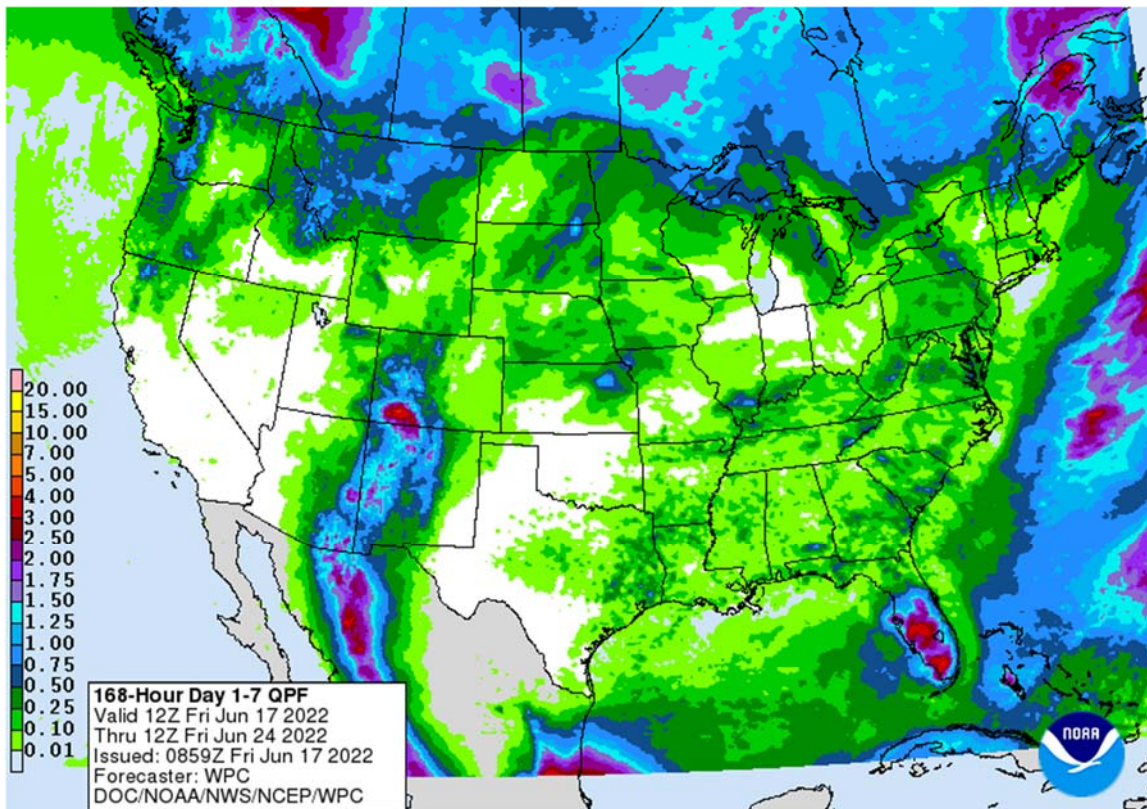 20.00
15.00
10.00
7.00
5.00
4.00
3.00
2.50
2.00
1.75
1.50
1.25
1.00
0.75
0.50
0.25
0.10
0.01
168-Hour Day 1-7 QPF
Valid 12Z Fri Jun 17 2022
Thru 12Z Fri Jun 24 2022
Issued: 0859Z Fri Jun 17 2022
Forecaster: WPC
DOC/NOAA/NWS/NCEP/WPC
NOAA